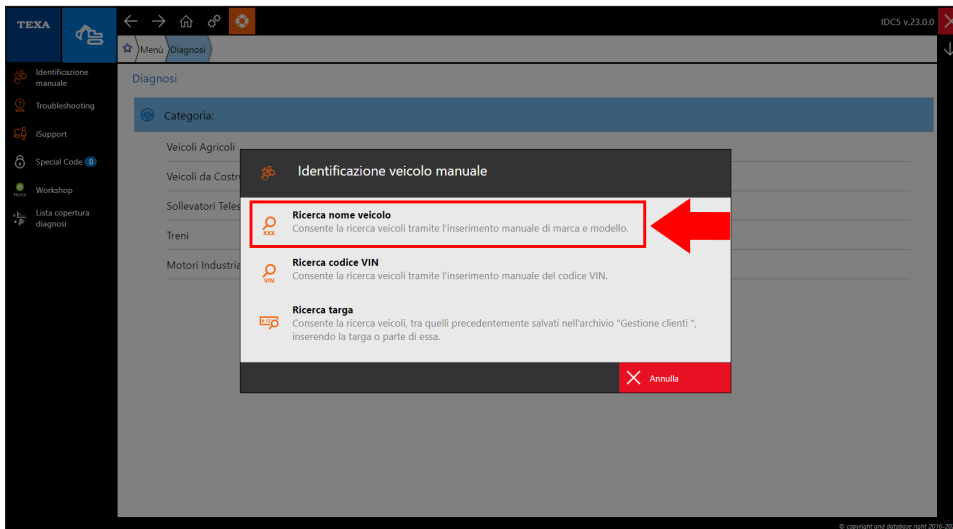 TEXA
IDC5 v.23.0.0
Menù
Diagnosi
Identificazione
manuale
Troubleshooting
iSupport
Special Code 0
Workshop
Lista copertura
diagnosi
Diagnosi
Categoria:
Veicoli Agricoli
Veicoli da Costr
Sollevatori Teles
Treni
Motori Industria
Identificazione veicolo manuale
XXX
Ricerca nome veicolo
Consente la ricerca veicoli tramite l'inserimento manuale di marca e modello.
VIN
Ricerca codice VIN
Consente la ricerca veicoli tramite l'inserimento manuale del codice VIN.
Ricerca targa
Consente la ricerca veicoli, tra quelli precedentemente salvati nell'archivio "Gestione clienti ",
inserendo la targa o parte di essa.
Annulla
© copyright and database right 2016-20